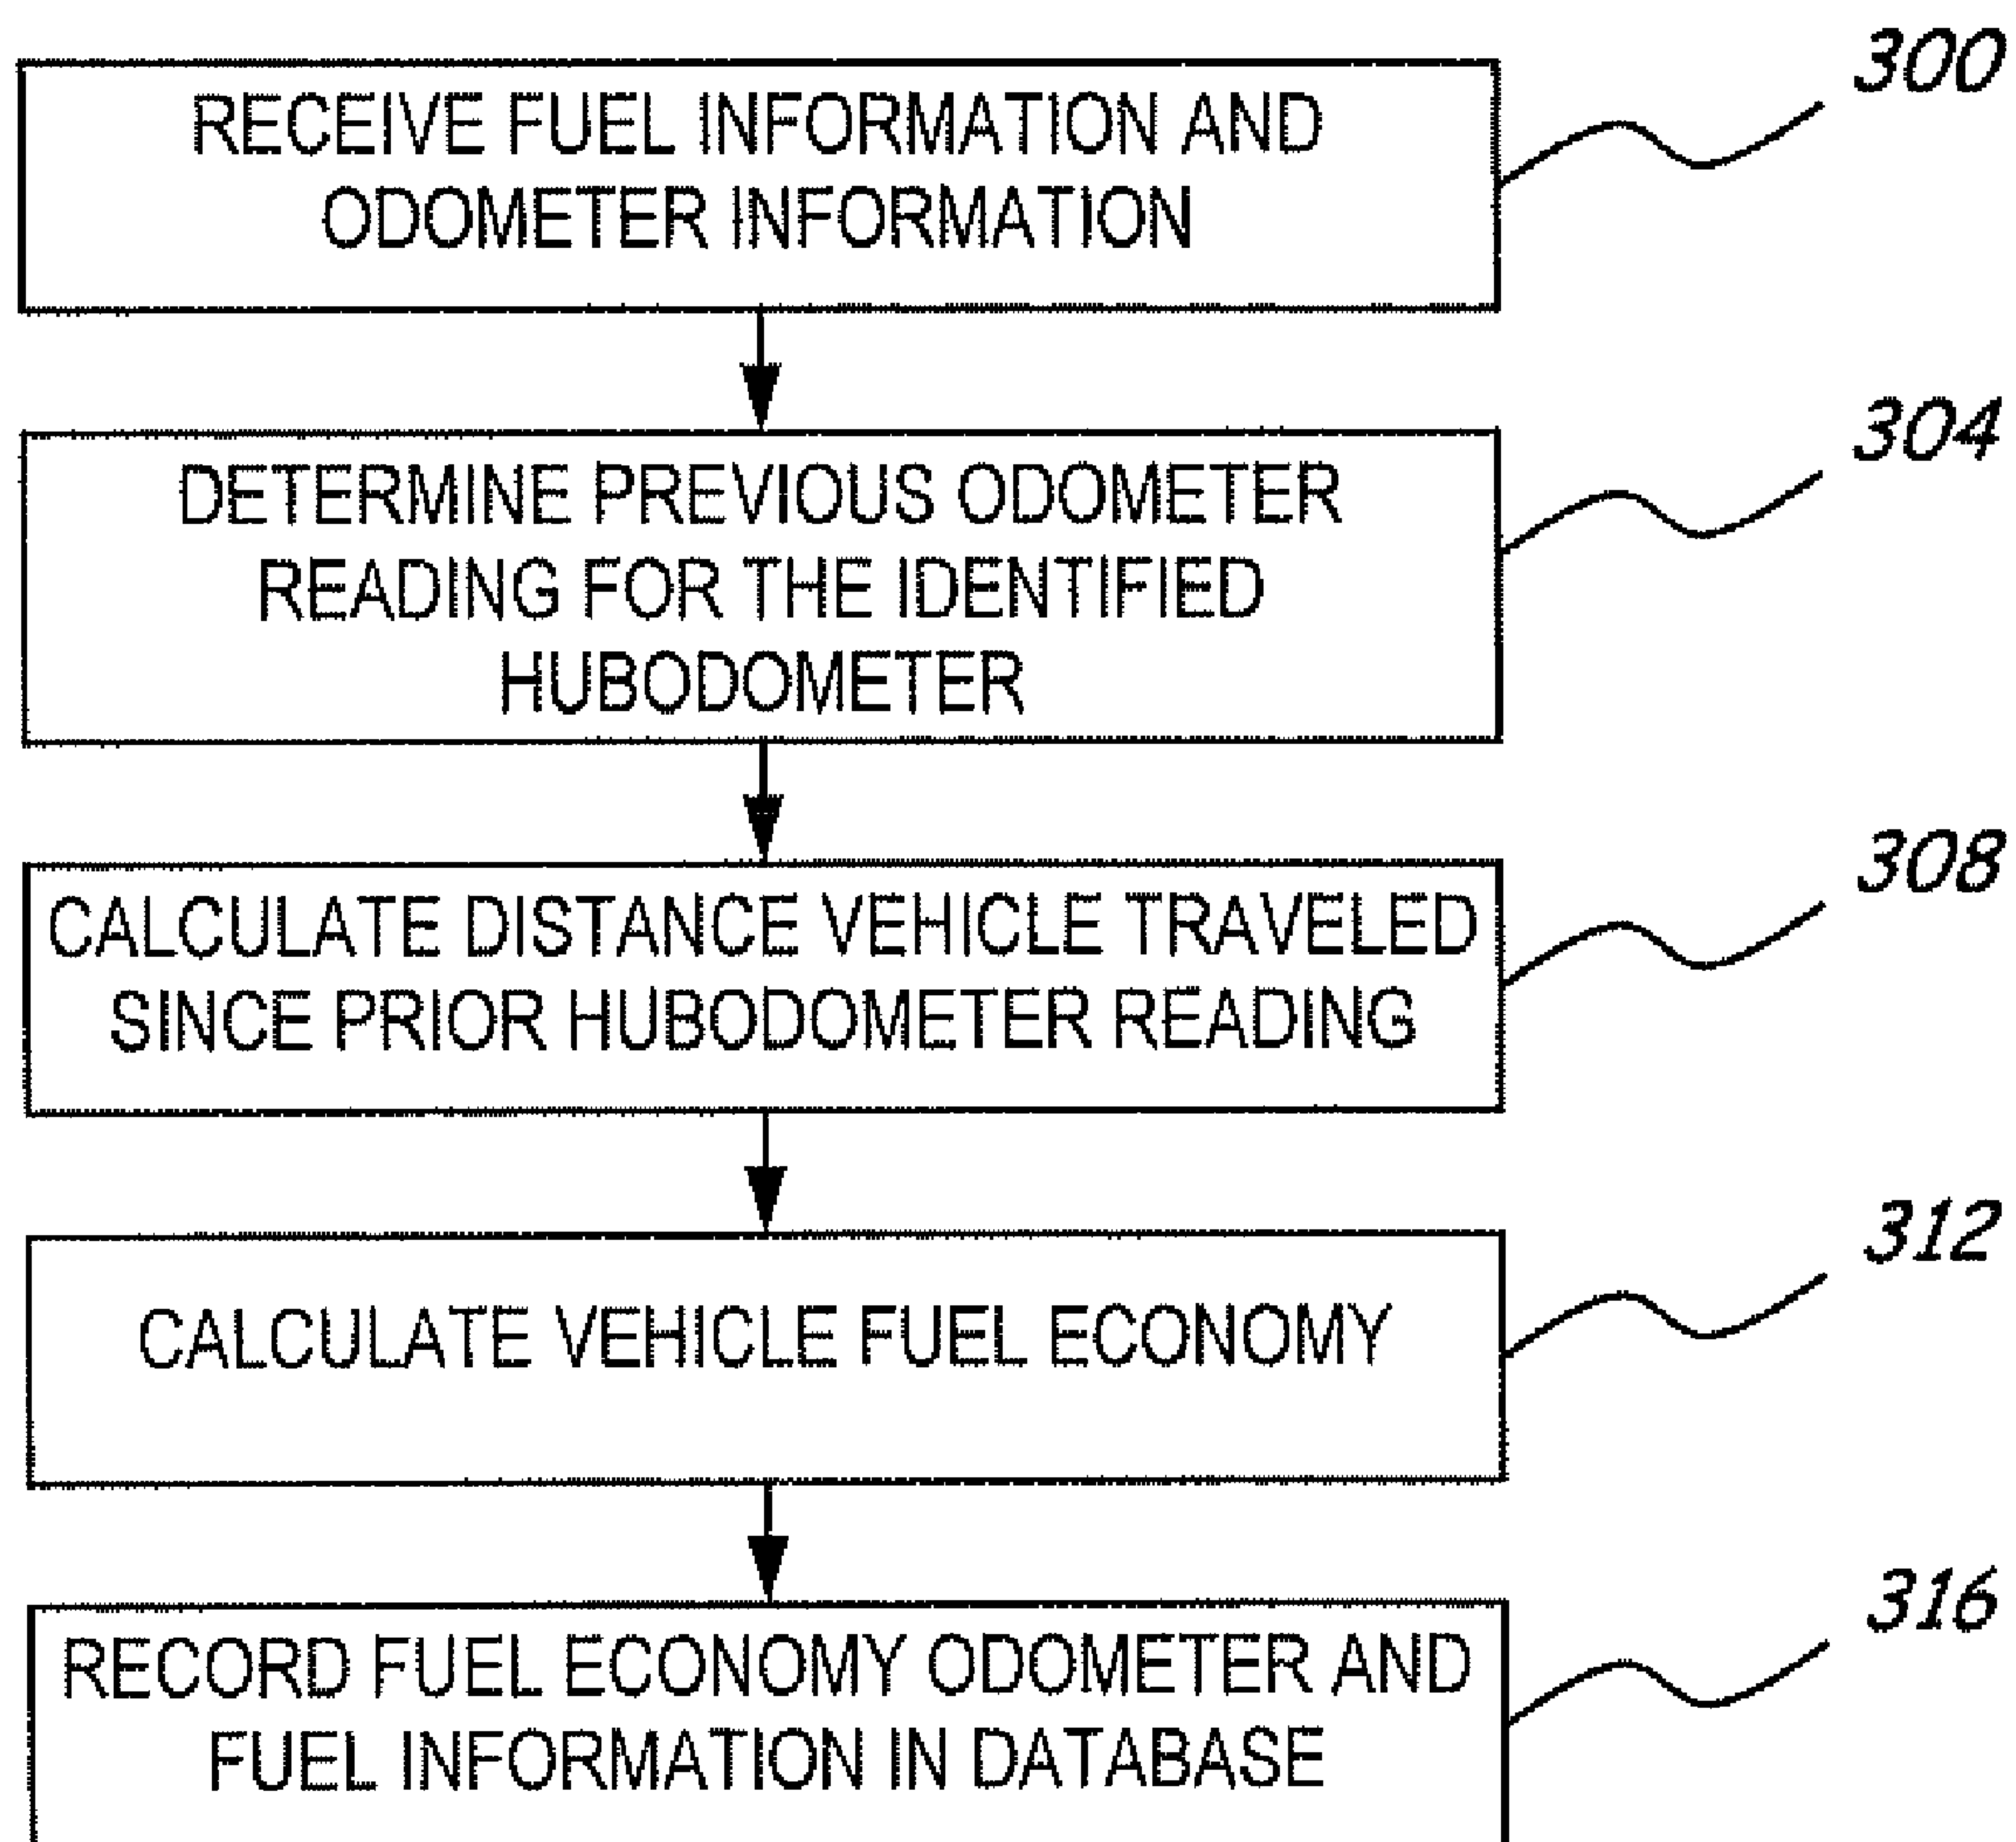 RECEIVE FUEL INFORMATION AND
ODOMETER INFORMATION
300
DETERMINE PREVIOUS ODOMETER
READING FOR THE IDENTIFIED
HUBODOMETER
304
CALCULATE DISTANCE VEHICLE TRAVELED
SINCE PRIOR HUBODOMETER READING
308
CALCULATE VEHICLE FUEL ECONOMY
312
RECORD FUEL ECONOMY ODOMETER AND
FUEL INFORMATION IN DATABASE
316